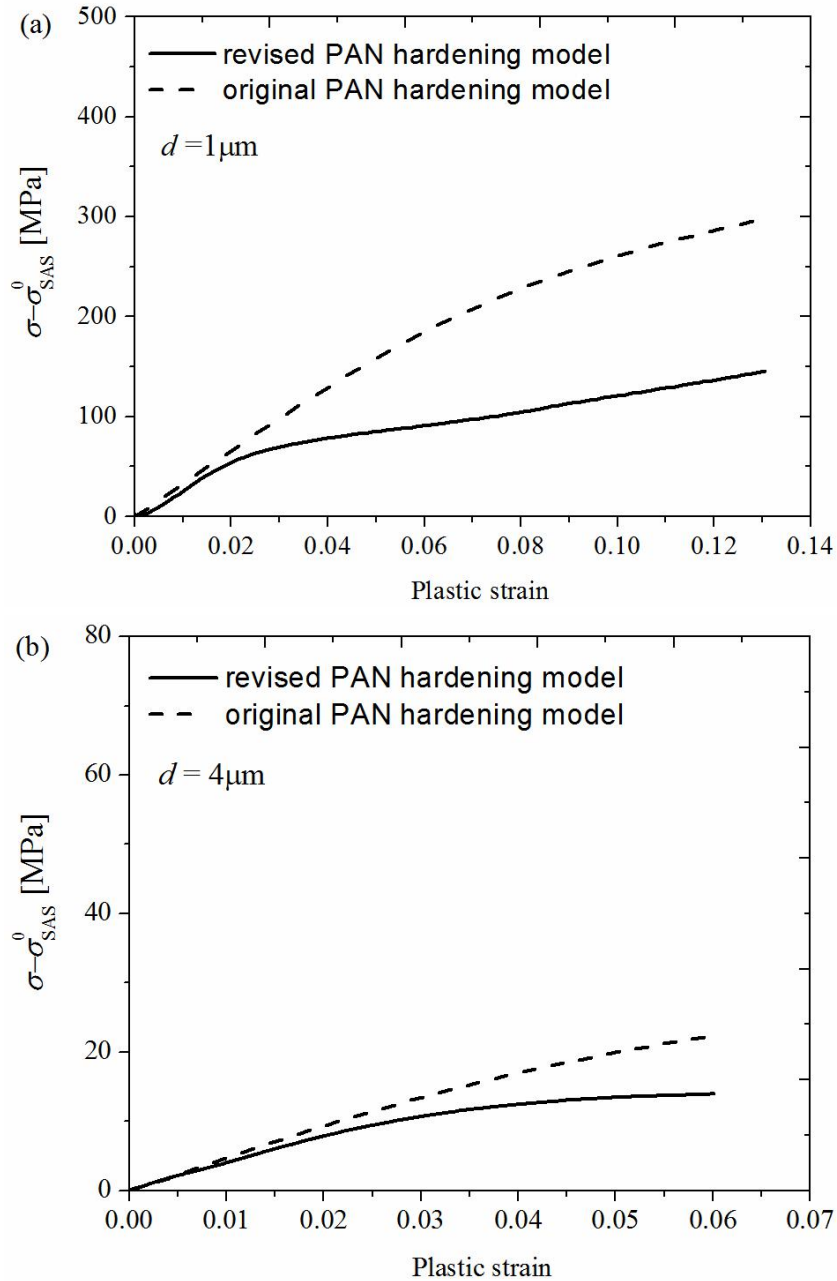 (a)
500
revised PAN hardening model
original PAN hardening model
400
d =1μm
300
σ–σ⁰SAS [MPa]
200
100
0
0.00 0.02 0.04 0.06 0.08 0.10 0.12 0.14
Plastic strain
(b)
80
revised PAN hardening model
original PAN hardening model
d = 4μm
60
σ–σ⁰SAS [MPa]
40
20
0
0.00 0.01 0.02 0.03 0.04 0.05 0.06 0.07
Plastic strain